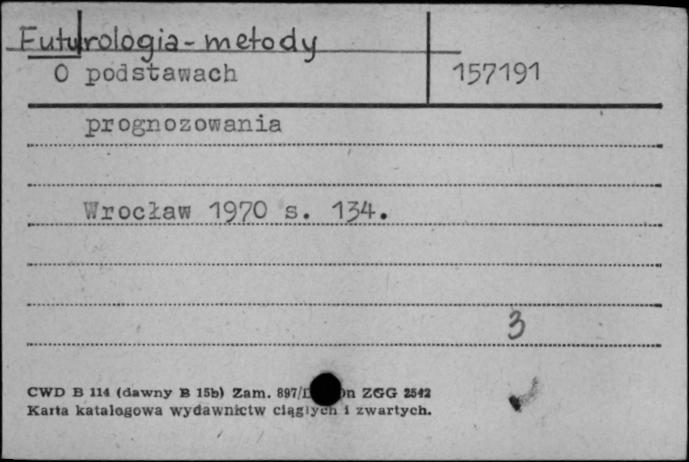 Futurologia - metody
O podstawach 157191
prognozowania
Wrocław 1970 s. 134.
3
CWD B 114 (dawny B 15b) Zam. 897/ ZGG 2542
Karta katalogowa wydawnictw ciągłych i zwartych.